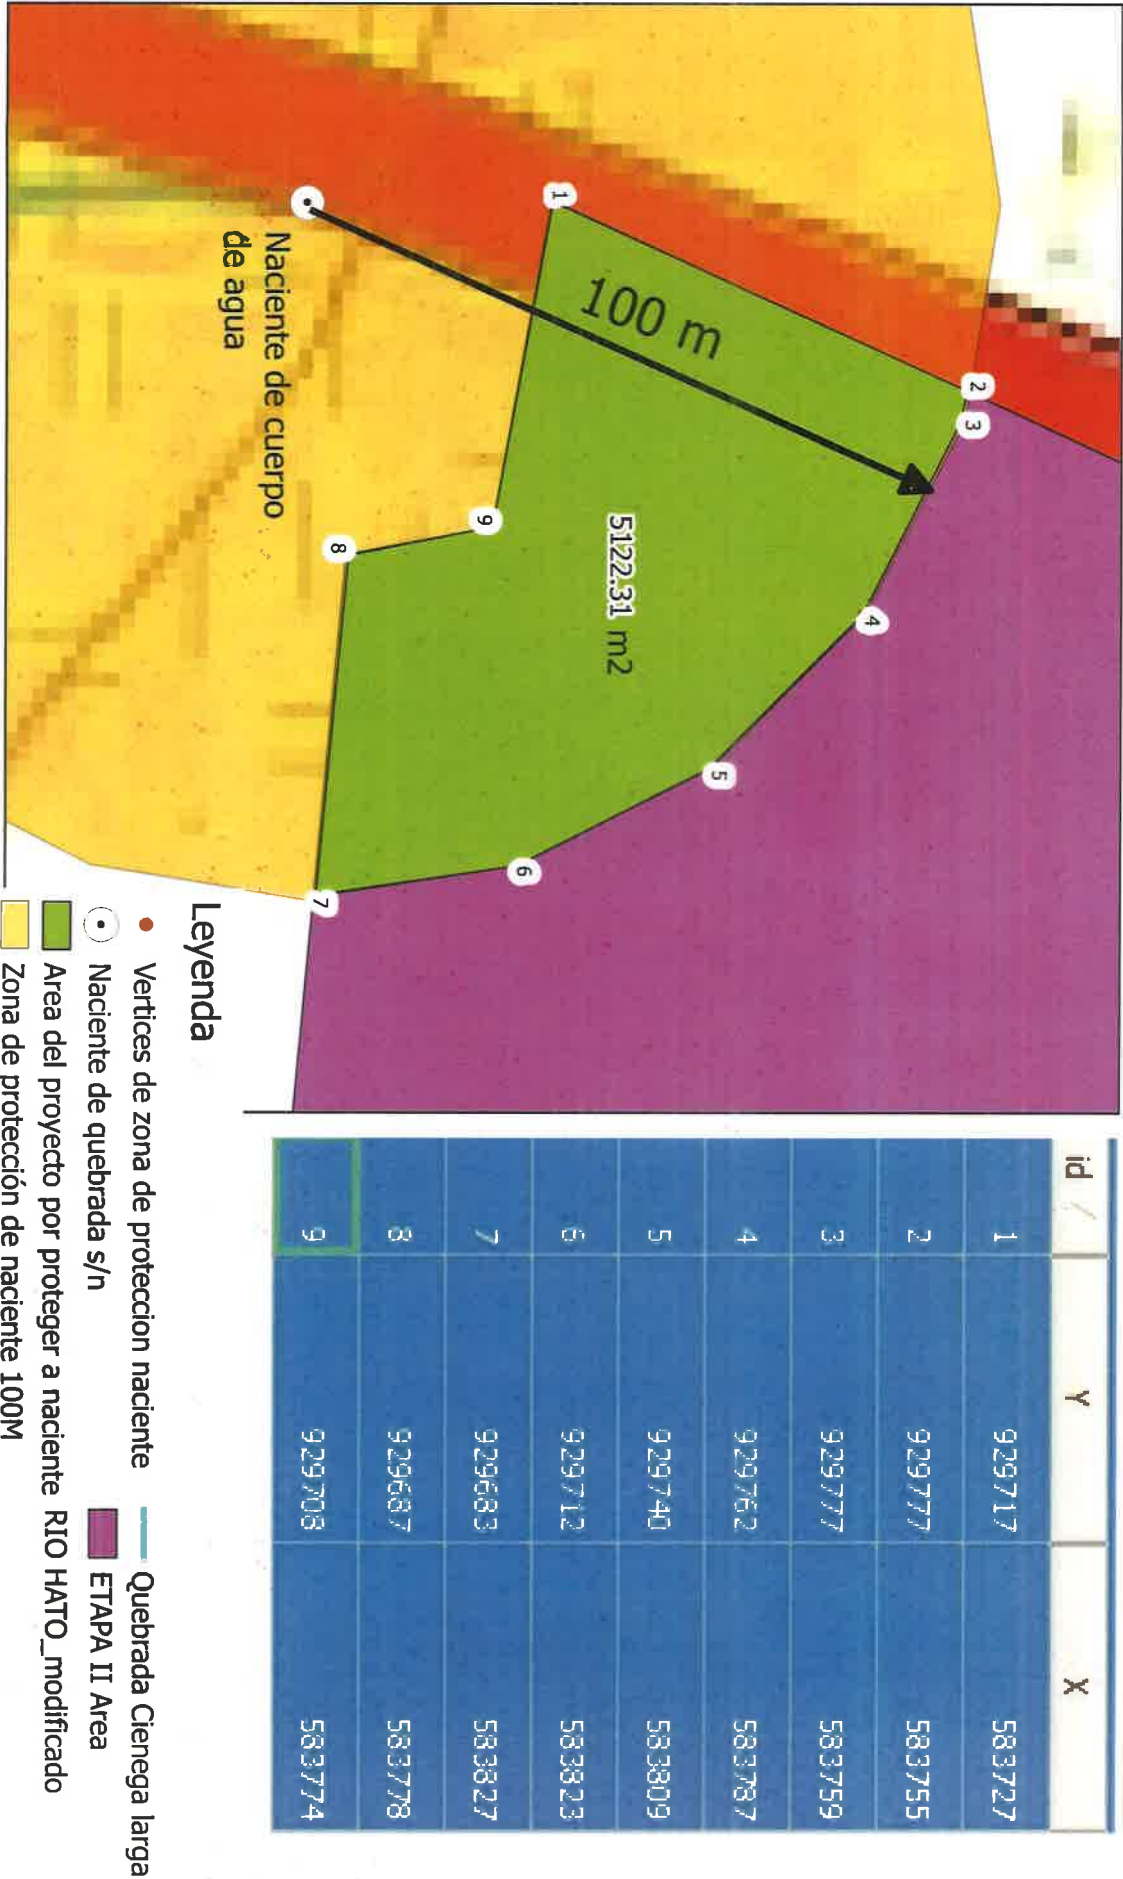 1
2
3
4
5
6
7
8
9
100 m
5122.31 m2
Naciente de cuerpo
de agua
id Y X
1 929717 583727
2 929777 583755
3 929777 583759
4 929762 583787
5 929740 583809
6 929712 583823
7 929683 583827
8 929687 583778
9 929708 583774
Leyenda
Vertices de zona de proteccion naciente
Naciente de quebrada s/n
Area del proyecto por proteger a naciente
Zona de protección de naciente 100M
Quebrada Cienega larga
ETAPA II Area
RIO HATO_modificado